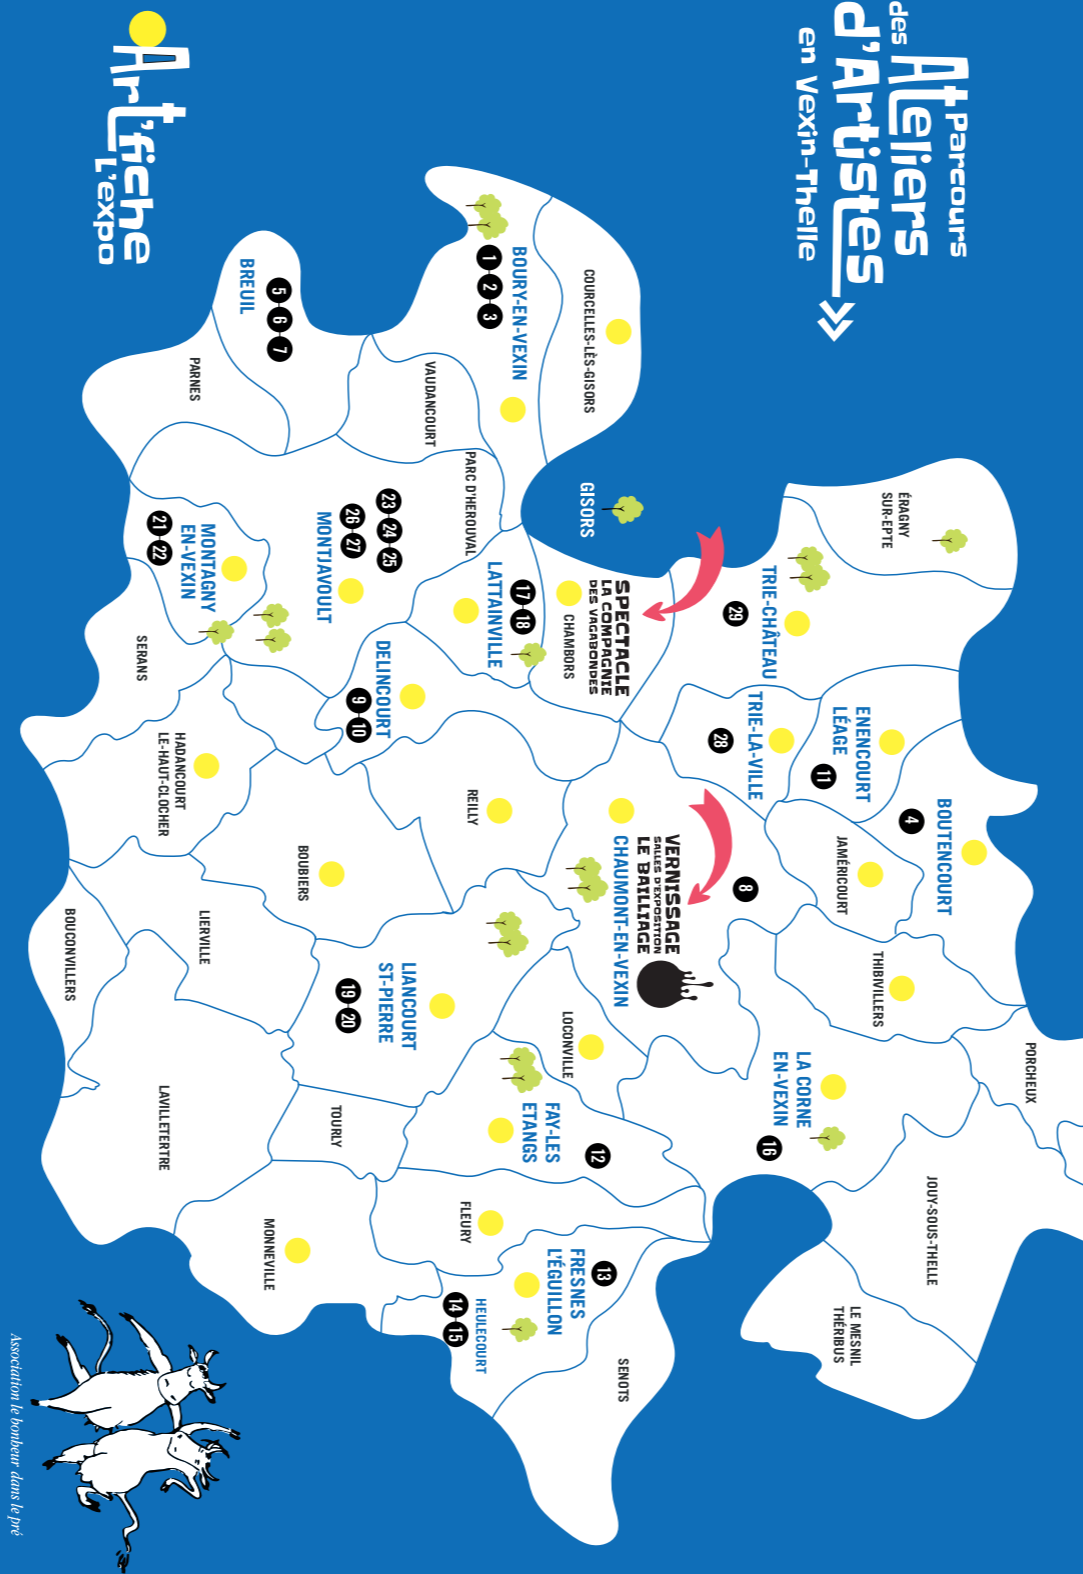 Parcours
des Ateliers
d'Artistes
en Vexin-Thelle
Art'fiche
L'expo
COURCELLES-LÈS-GISORS
BOURY-EN-VEXIN
1 2 3
BREUIL
5 6 7
PARNES
VAUDANCOURT
PARC D'HEROUVAL
GISORS
ÉRAGNY
SUR-EPTE
TRIE-CHÂTEAU
29
SPECTACLE
LA COMPAGNIE
DES VAGABONDES
CHAMBORS
LATTAINVILLE
17 18
23 24 25
26 27
MONTJAVOULT
MONTAGNY
EN-VEXIN
21 22
SERANS
DELINCOURT
9 10
HADANCOURT
LE-HAUT-CLOCHER
REILLY
BOUBIERS
TRIE-LA-VILLE
28
ENENCOURT
LÉAGE
11
BOUTENCOURT
4
JAMÉRICOURT
THIBIVILLERS
8
VERNISSAGE
SALLES D'EXPOSITION
LE BAILLIAGE
CHAUMONT-EN-VEXIN
LIANCOURT
ST-PIERRE
19 20
LIERVILLE
BOUCONVILLERS
LAVILLETERTRE
TOURLY
LOCONVILLE
FAY-LES
ETANGS
12
LA CORNE
EN-VEXIN
16
PORCHEUX
JOUY-SOUS-THELLE
LE MESNIL
THÉRIBUS
FLEURY
MONNEVILLE
13
FRESNES
L'ÉGUILLON
HEULECOURT
14 15
SENOTS
Association le bonheur dans le pré